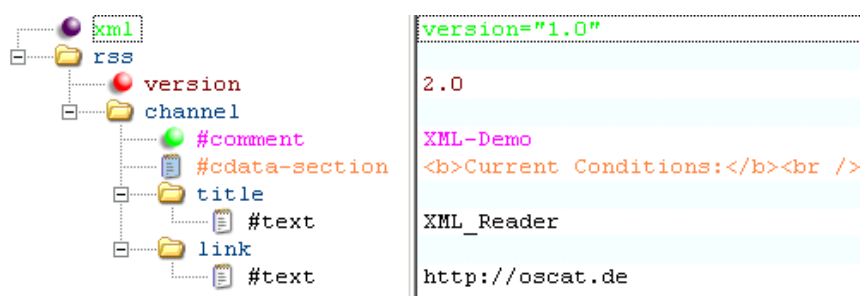 xml version="1.0"
rss
version 2.0
channel
#comment XML-Demo
#cdata-section <b>Current Conditions:</b><br />
title
#text XML_Reader
link
#text http://oscat.de